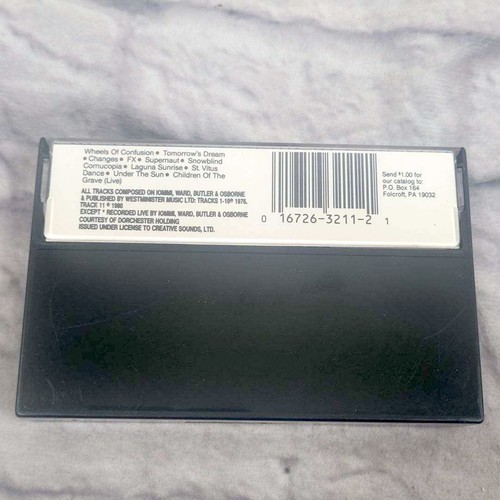 Wheels Of Confusion • Tomorrow's Dream
• Changes • FX • Supernaut • Snowblind
Cornucopia • Laguna Sunrise • St. Vitus
Dance • Under The Sun • Children Of The
Grave (Live)
ALL TRACKS COMPOSED ON IOMMI, WARD, BUTLER & OSBORNE
& PUBLISHED BY WESTMINISTER MUSIC LTD: TRACKS 1-10℗ 1976,
TRACK 11 ℗ 1980
EXCEPT * RECORDED LIVE BY IOMMI, WARD, BUTLER & OSBORNE
COURTESY OF DORCHESTER HOLDING
ISSUED UNDER LICENSE TO CREATIVE SOUNDS, LTD.
0 16726-3211-2 1
Send $1.00 for
our catalog to:
P.O. Box 164
Folcroft, PA 19032